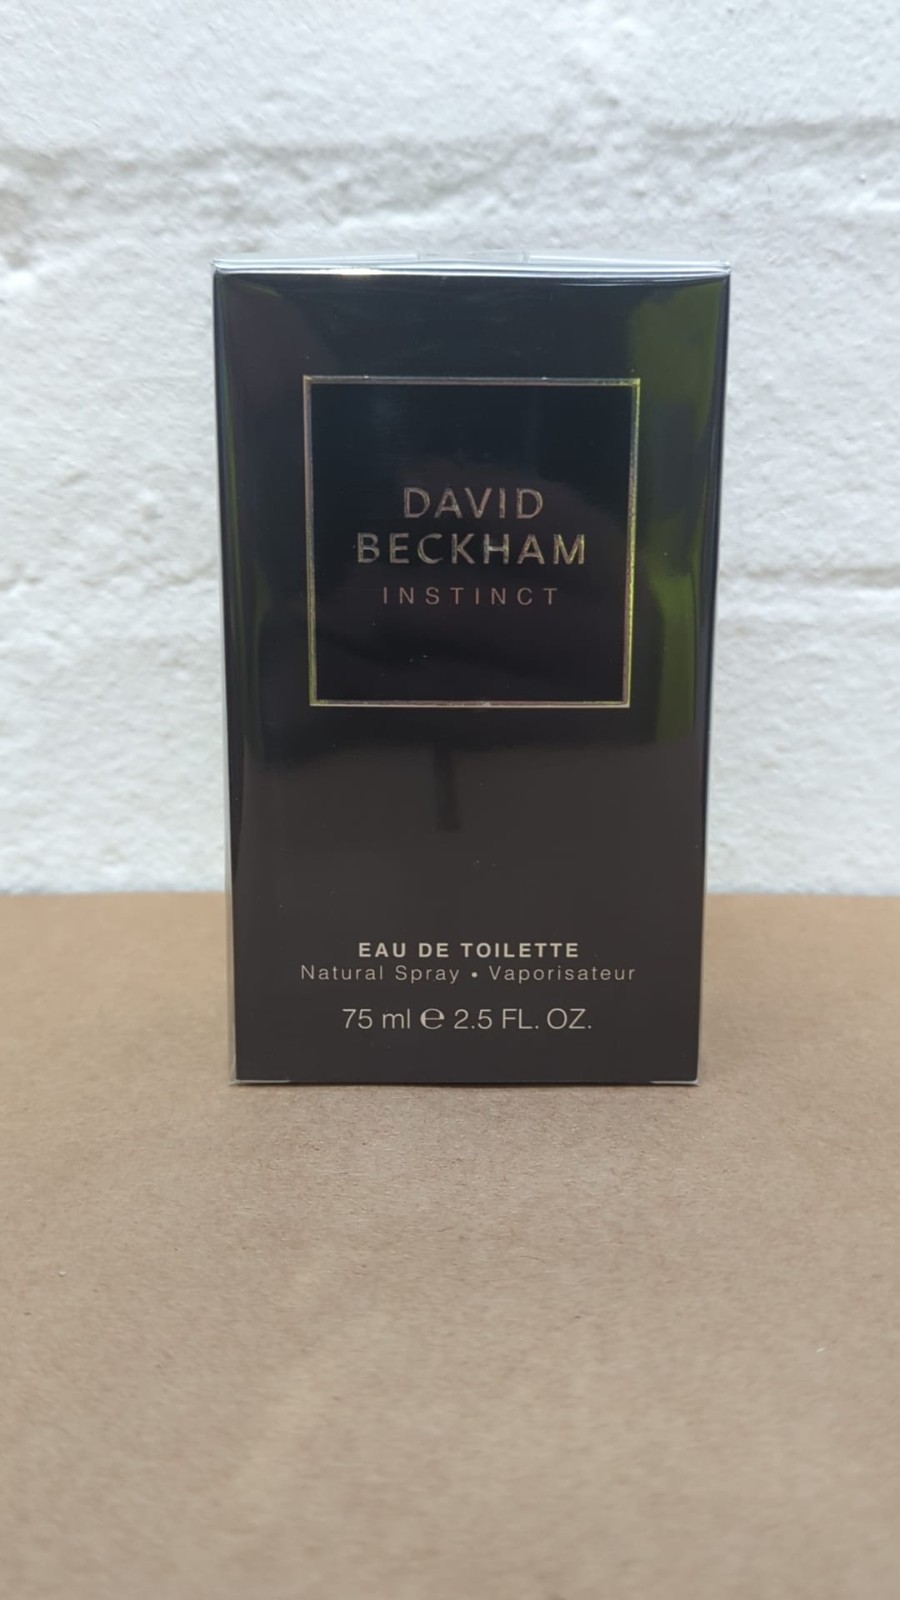 DAVID
BECKHAM
INSTINCT
EAU DE TOILETTE
Natural Spray • Vaporisateur
75 ml ℮ 2.5 FL. OZ.